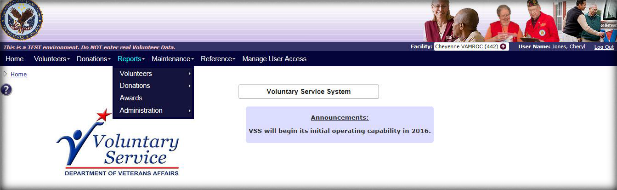 This is a TEST environment. Do NOT enter real Volunteer Data.
Facility: Cheyenne VAMROC (442) User Name: Jones, Cheryl Log Out
Home Volunteers Donations Reports Maintenance Reference Manage User Access
Home
Volunteers
Donations
Awards
Administration
Voluntary Service System
Announcements:
VSS will begin its initial operating capability in 2016.
Voluntary
Service
DEPARTMENT OF VETERANS AFFAIRS